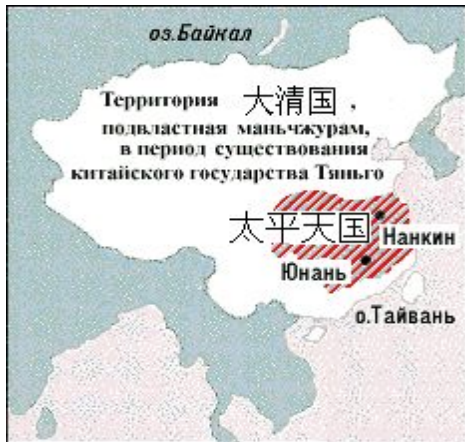 оз.Байкал
Территория 大清国,
подвластная маньчжурам,
в период существования
китайского государства Тяньго
太平天国
Нанкин
Юнань
о.Тайвань